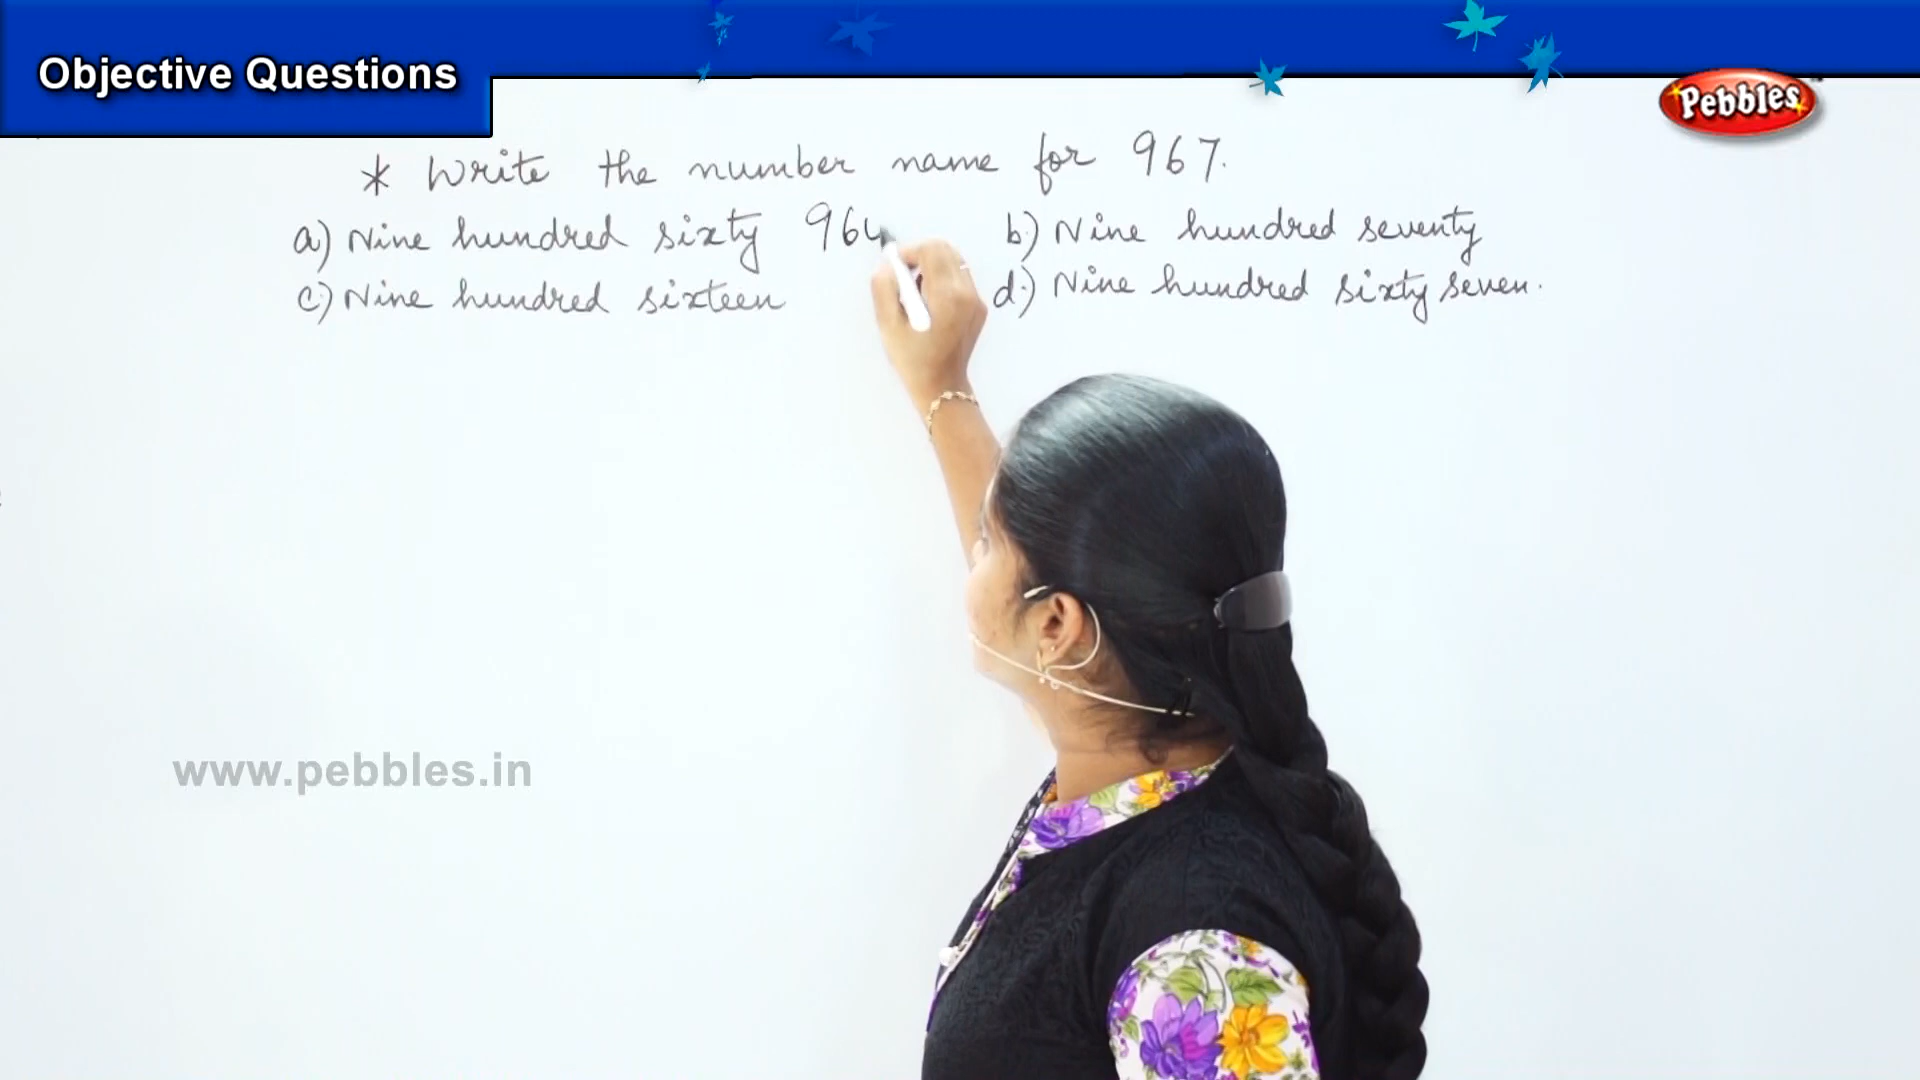 Objective Questions
Pebbles
* Write the number name for 967.
a) Nine hundred sixty 960 b.) Nine hundred seventy
c.) Nine hundred sixteen d.) Nine hundred sixty seven.
www.pebbles.in